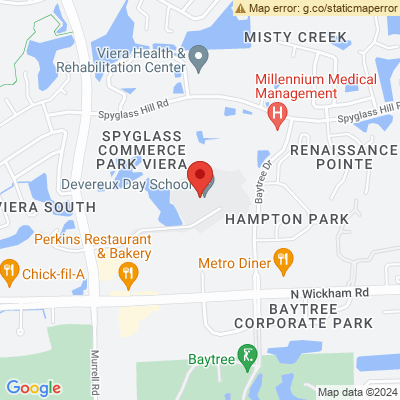 Map error: g.co/staticmaperror
MISTY CREEK
Viera Health &
Rehabilitation Center
Millennium Medical
Management
Spyglass Hill Rd
Spyglass Hill Rd
SPYGLASS
COMMERCE
PARK VIERA
RENAISSANCE
POINTE
Devereux Day School
Baytree Dr
VIERA SOUTH
HAMPTON PARK
Perkins Restaurant
& Bakery
Metro Diner
Chick-fil-A
N Wickham Rd
BAYTREE
CORPORATE PARK
Murrell Rd
Baytree
Google
Map data ©2024